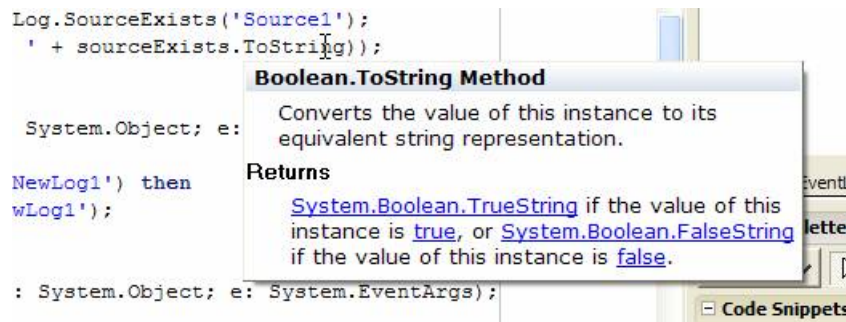 Log.SourceExists('Source1');
' + sourceExists.ToString));
Boolean.ToString Method
Converts the value of this instance to its
equivalent string representation.
System.Object; e:
Returns
NewLog1') then
wLog1');
System.Boolean.TrueString if the value of this
instance is true, or System.Boolean.FalseString
if the value of this instance is false.
: System.Object; e: System.EventArgs);
Code Snippets